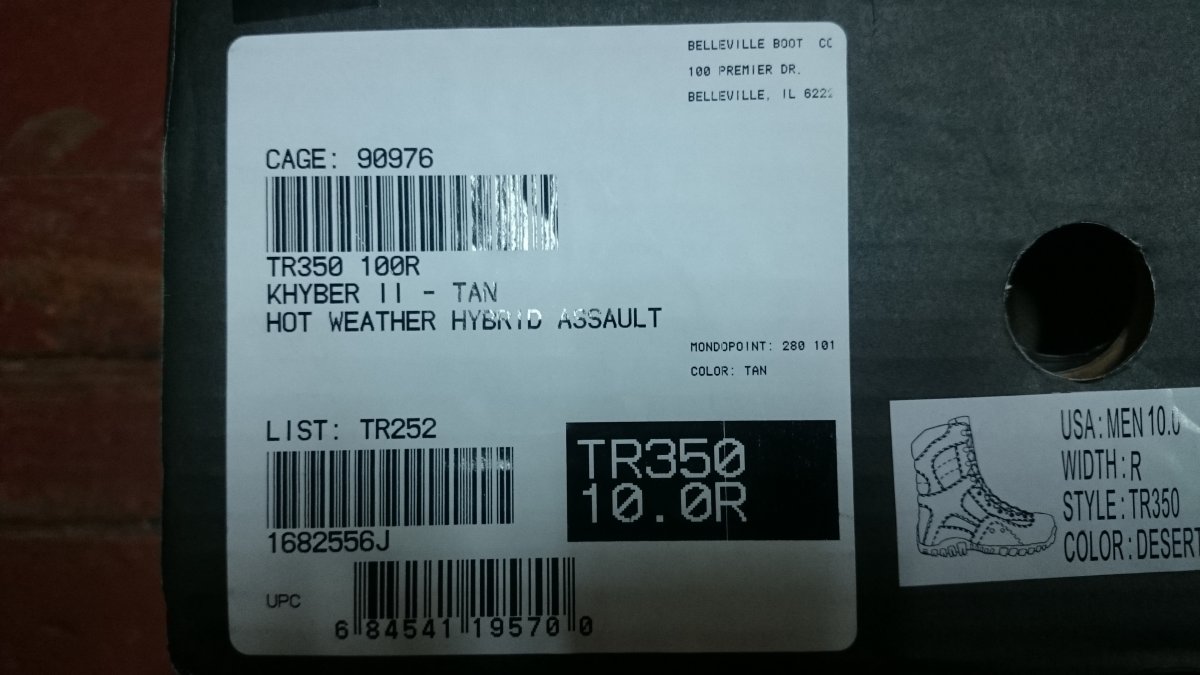 BELLEVILLE BOOT
100 PREMIER DR.
BELLEVILLE, IL
CAGE: 90976
TR350 100R
KHYBER II - TAN
HOT WEATHER HYBRID ASSAULT
MONDOPOINT: 280 101
COLOR: TAN
LIST: TR252
1682556J
TR350
10.0R
UPC
6 84541 19570 0
USA: MEN 10.0
WIDTH: R
STYLE: TR350
COLOR: DESERT